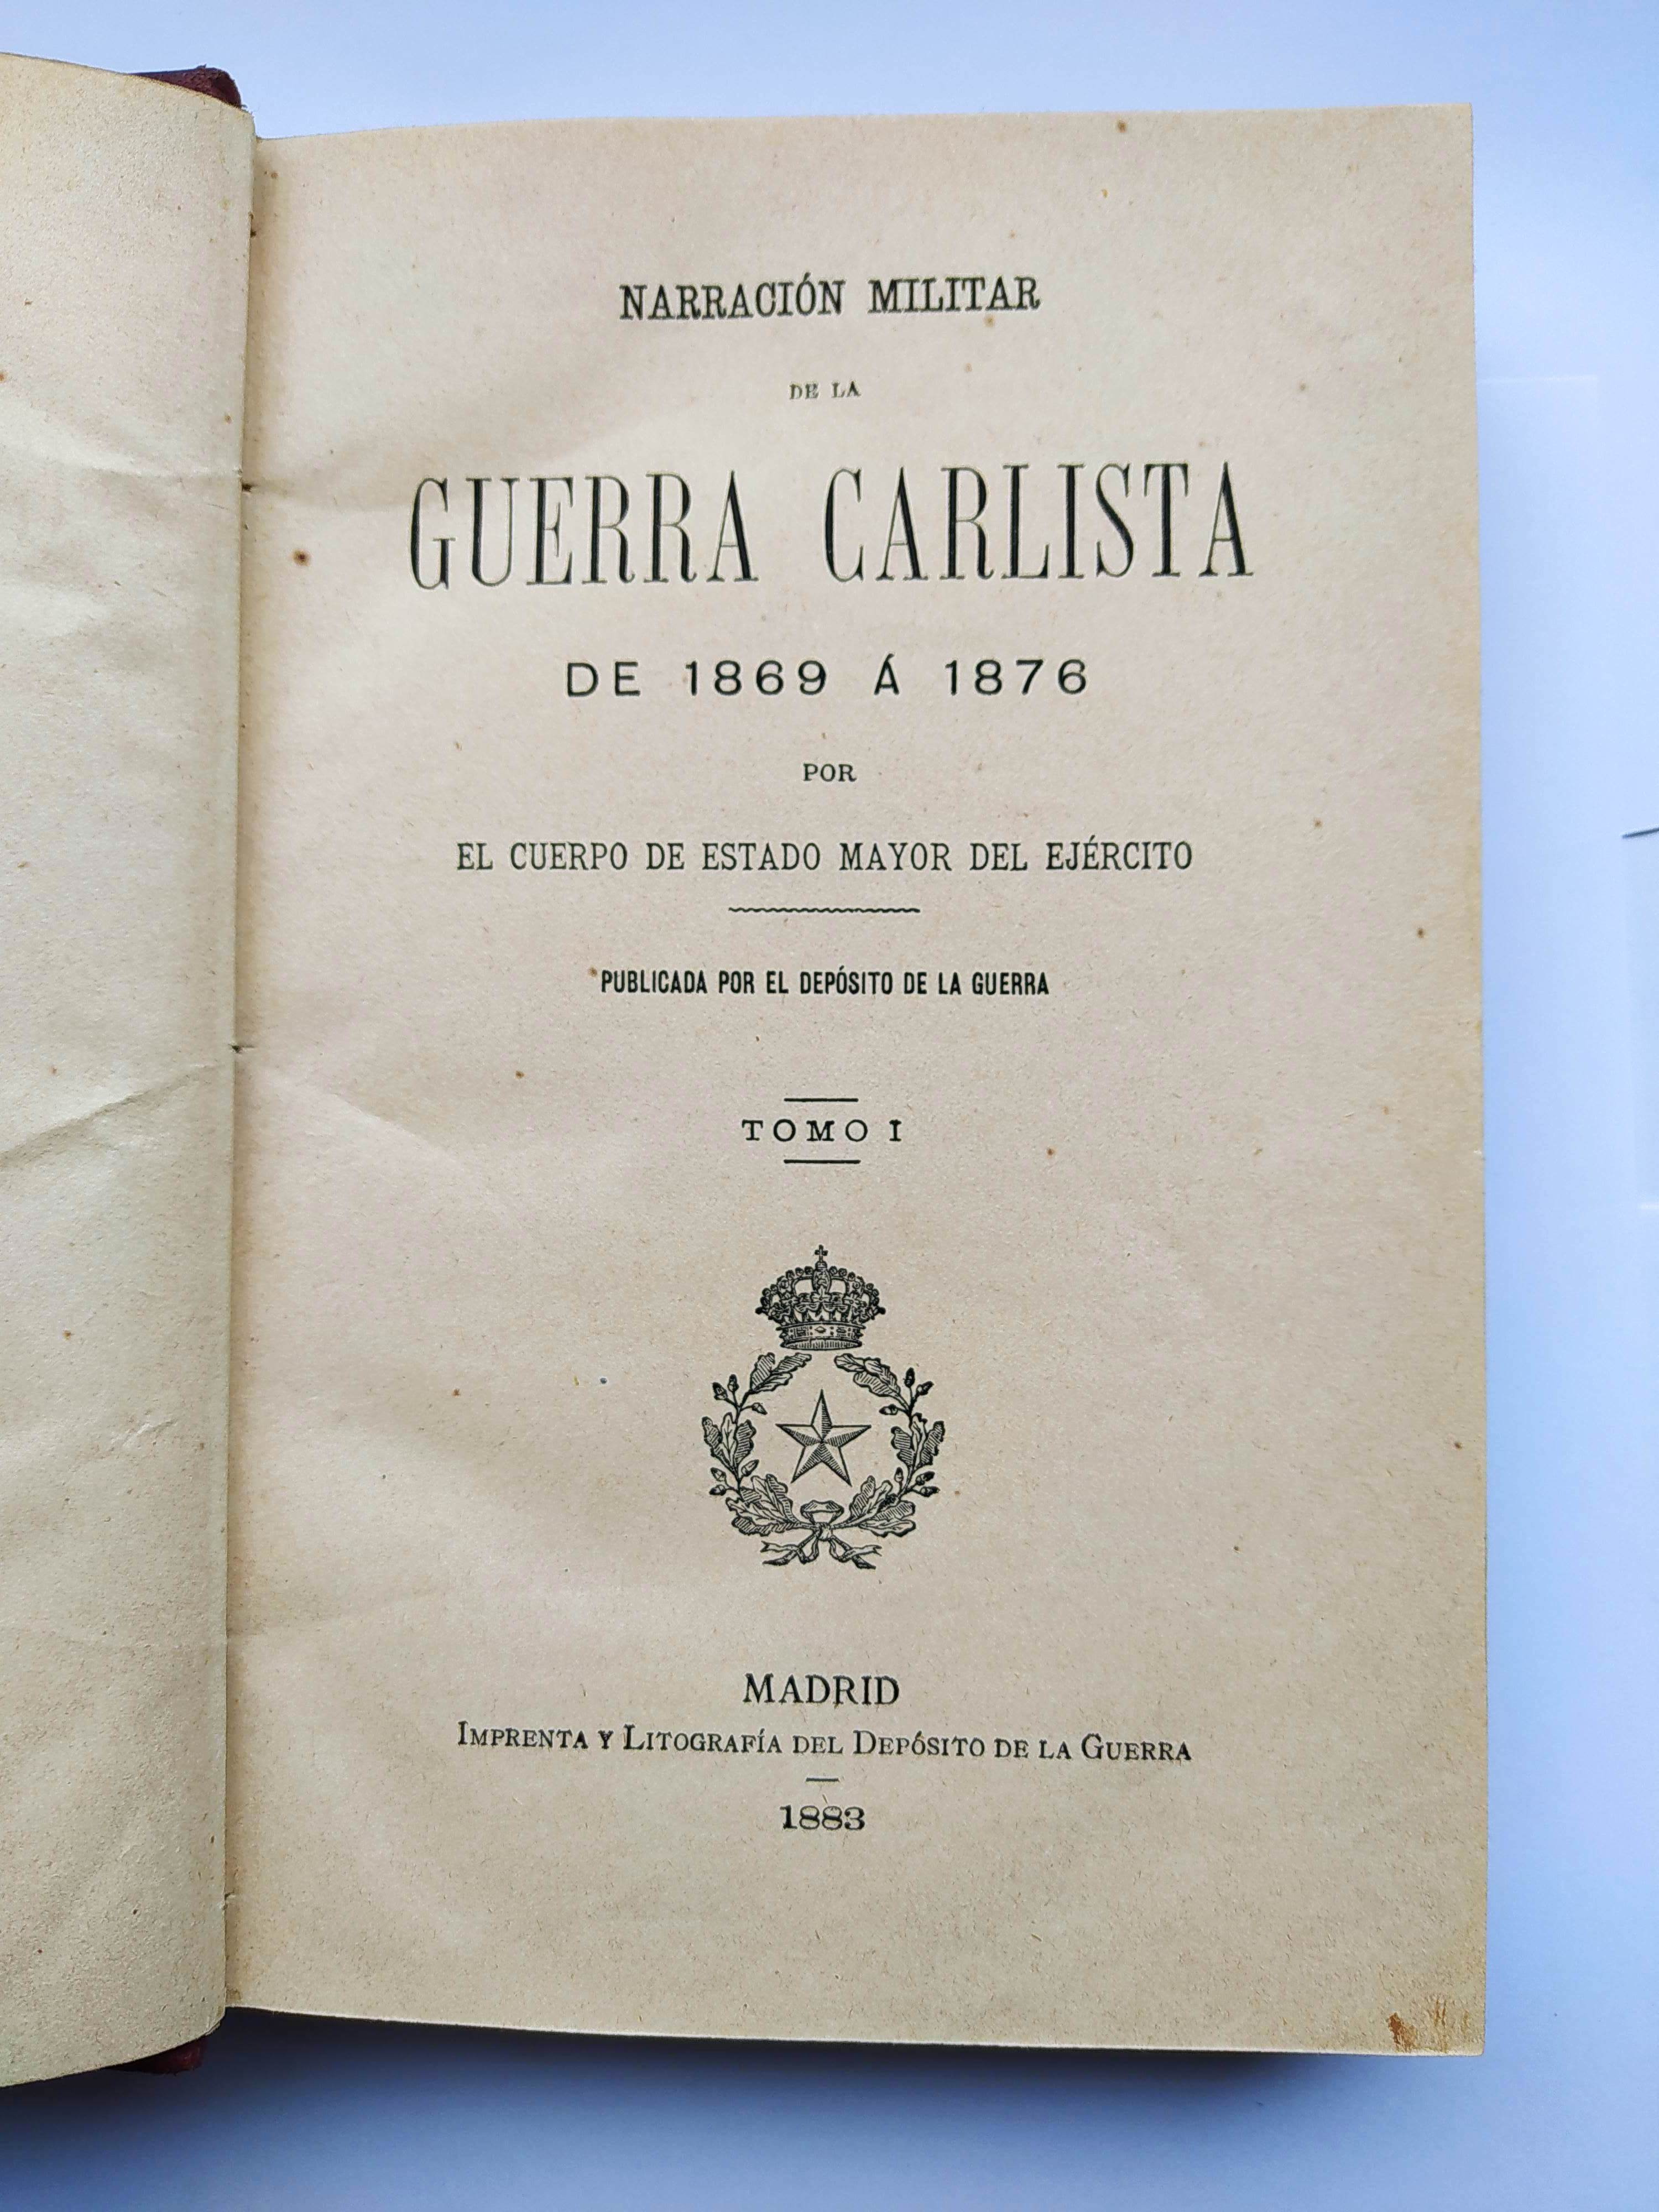 NARRACIÓN MILITAR
DE LA
GUERRA CARLISTA
DE 1869 Á 1876
POR
EL CUERPO DE ESTADO MAYOR DEL EJÉRCITO
PUBLICADA POR EL DEPÓSITO DE LA GUERRA
TOMO I
MADRID
IMPRENTA Y LITOGRAFÍA DEL DEPÓSITO DE LA GUERRA
1883